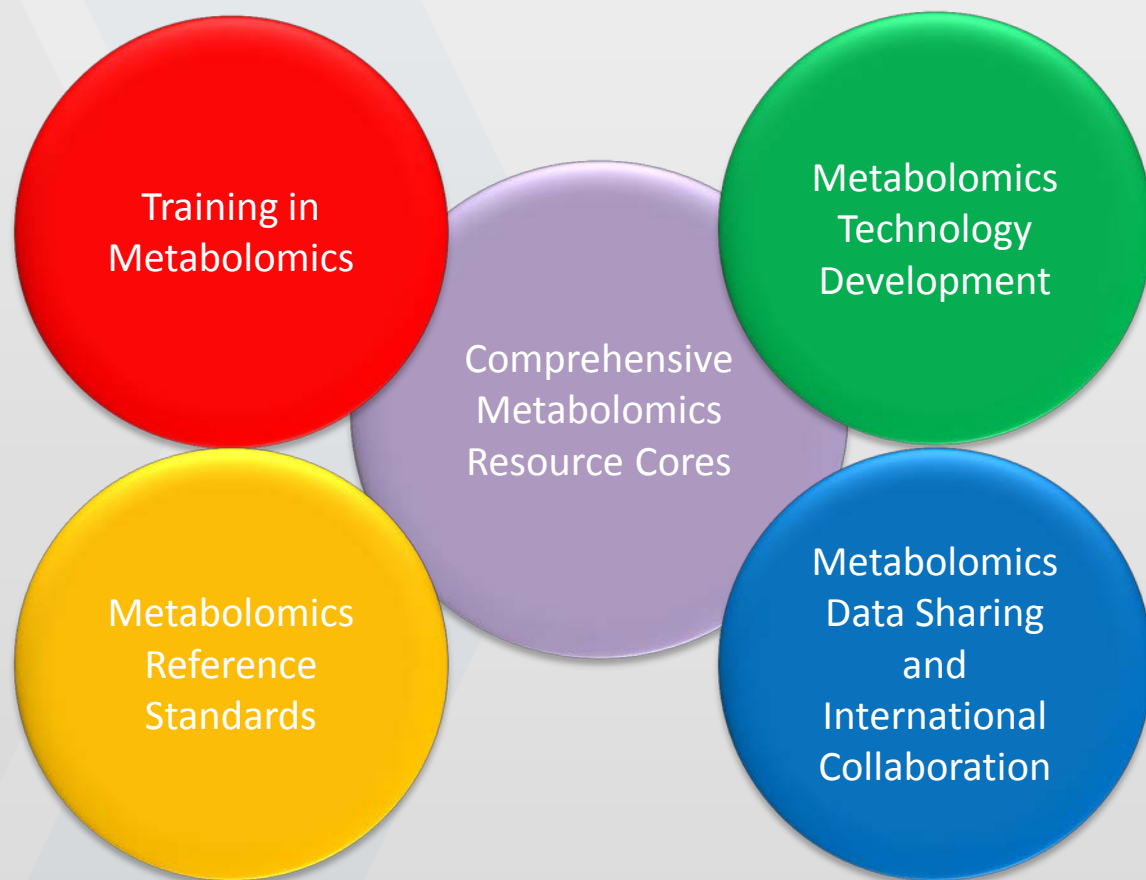 Training in
Metabolomics
Metabolomics
Technology
Development
Comprehensive
Metabolomics
Resource Cores
Metabolomics
Reference
Standards
Metabolomics
Data Sharing
and
International
Collaboration